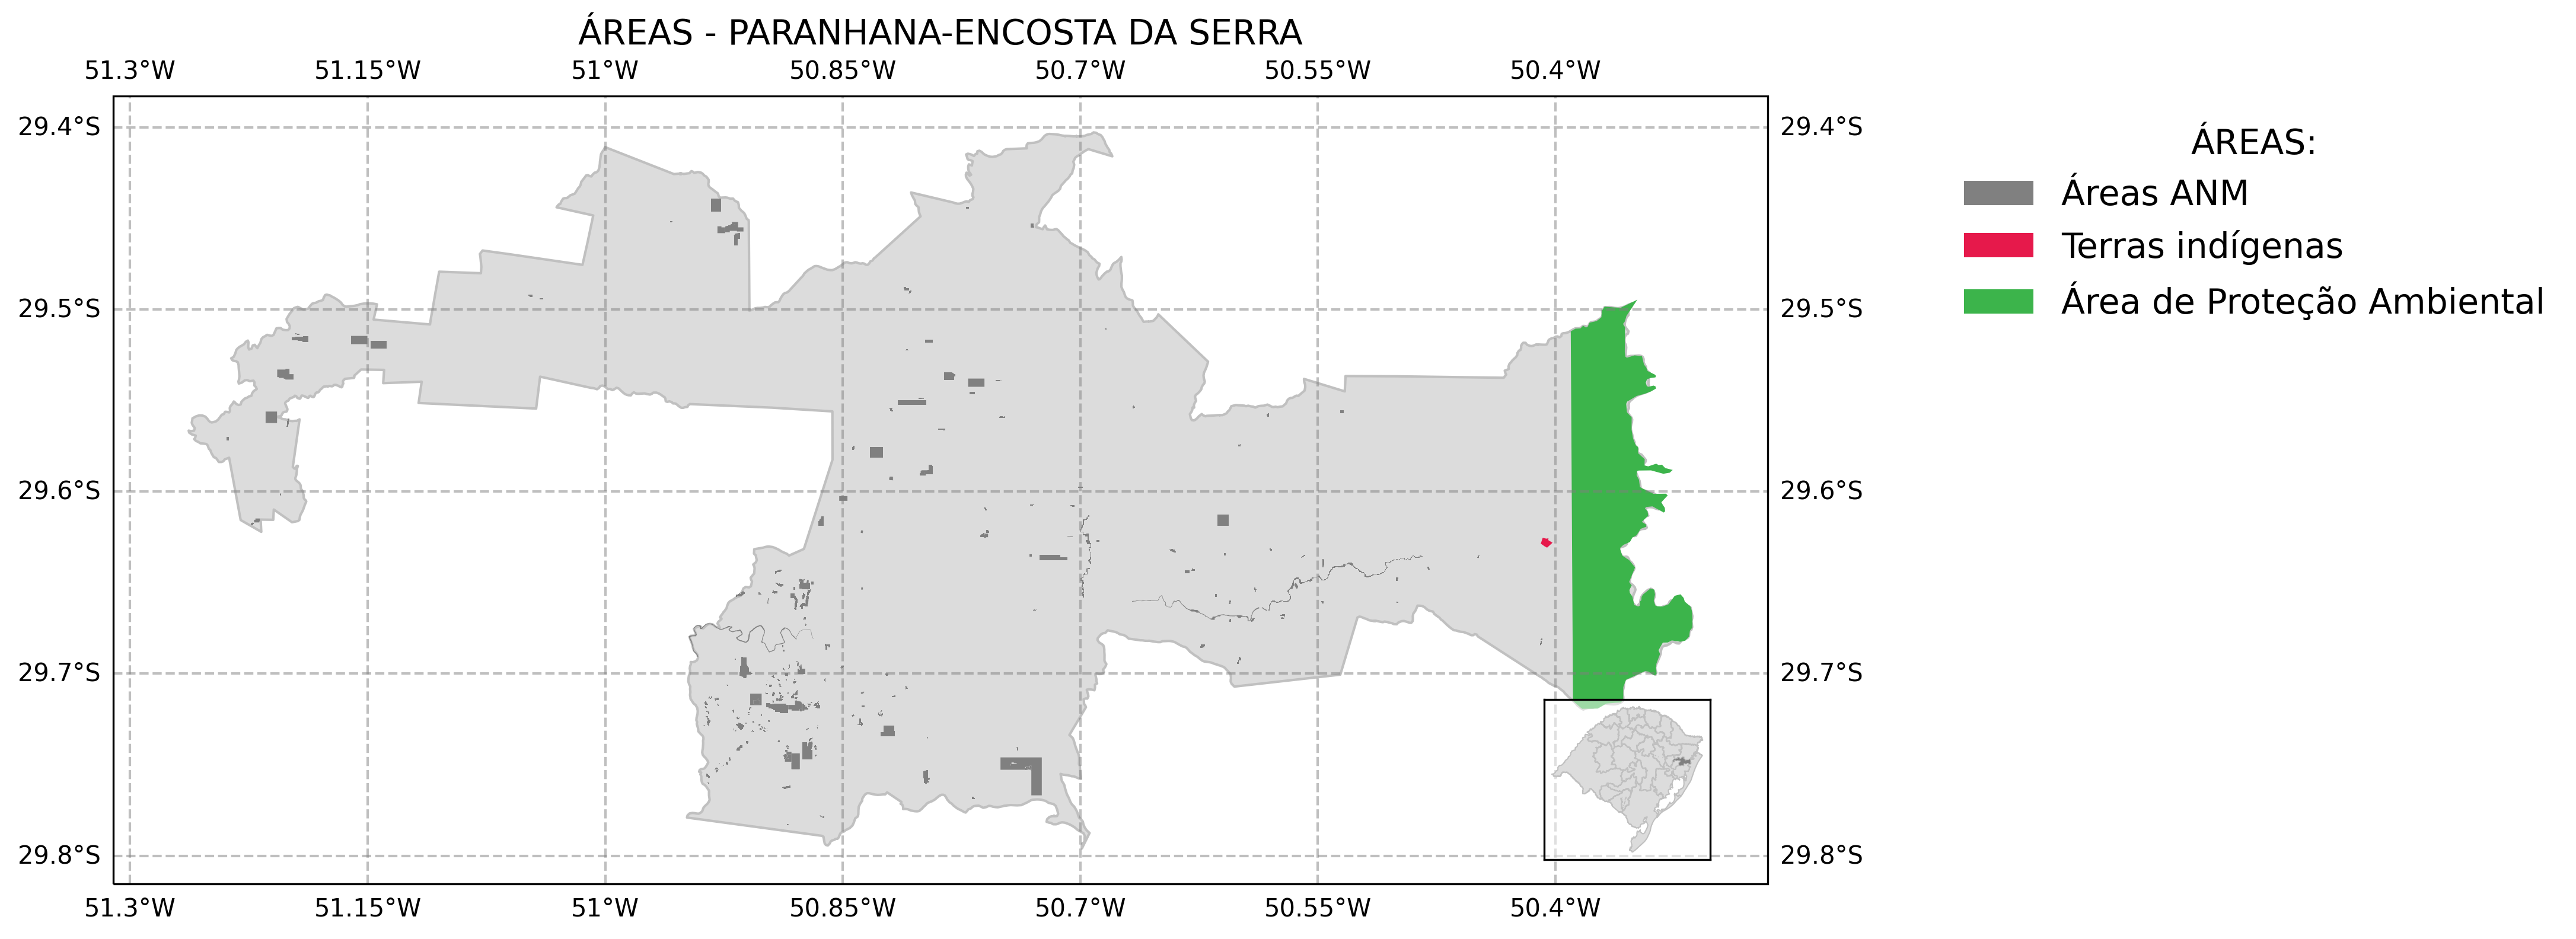 ÁREAS - PARANHANA-ENCOSTA DA SERRA
51.3°W 51.15°W 51°W 50.85°W 50.7°W 50.55°W 50.4°W
29.4°S 29.4°S
29.5°S 29.5°S
29.6°S 29.6°S
29.7°S 29.7°S
29.8°S 29.8°S
51.3°W 51.15°W 51°W 50.85°W 50.7°W 50.55°W 50.4°W
ÁREAS:
Áreas ANM
Terras indígenas
Área de Proteção Ambiental